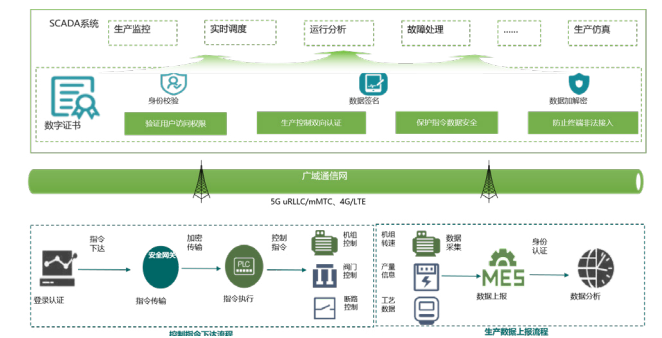 SCADA系统
生产监控
实时调度
运行分析
故障处理
......
生产仿真
数字证书
身份校验
数据签名
数据加解密
验证用户访问权限
生产控制双向认证
保护指令数据安全
防止终端非法接入
广域通信网
5G uRLLC/mMTC、4G/LTE
登录认证
指令
下达
安全网关
指令传输
加密
传输
PLC
指令执行
控制
指令
机组
控制
阀门
控制
断路
控制
机组
转速
产量
信息
工艺
数据
数据
采集
MES
数据上报
身份
认证
数据分析
控制指令下达流程
生产数据上报流程